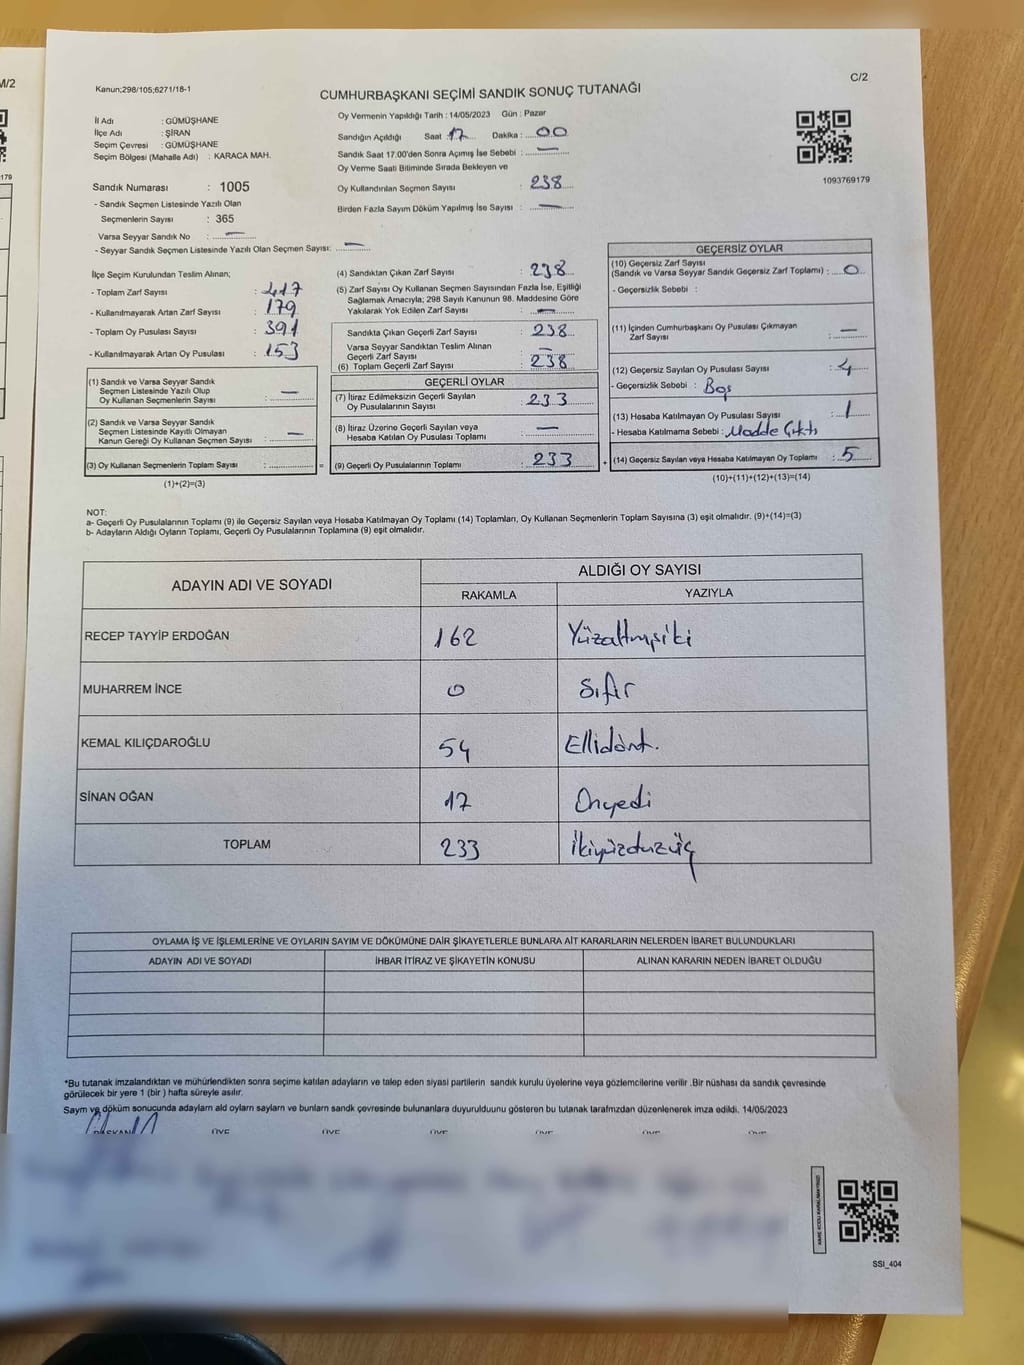 M/2
179
C/2
Kanun;298/105;6271/18-1
CUMHURBAŞKANI SEÇİMİ SANDIK SONUÇ TUTANAĞI
İl Adı : GÜMÜŞHANE
İlçe Adı : ŞİRAN
Seçim Çevresi : GÜMÜŞHANE
Seçim Bölgesi (Mahalle Adı) : KARACA MAH.
Oy Vermenin Yapıldığı Tarih : 14/05/2023 Gün : Pazar
Sandığın Açıldığı Saat 17 Dakika : 00
Sandık Saat 17.00'den Sonra Açımış İse Sebebi : —
Oy Verme Saati Bitiminde Sırada Bekleyen ve
Oy Kullandırılan Seçmen Sayısı : 238
Birden Fazla Sayım Döküm Yapılmış İse Sayısı : —
1093769179
Sandık Numarası : 1005
- Sandık Seçmen Listesinde Yazılı Olan
Seçmenlerin Sayısı : 365
Varsa Seyyar Sandık No : —
- Seyyar Sandık Seçmen Listesinde Yazılı Olan Seçmen Sayısı: —
İlçe Seçim Kurulundan Teslim Alınan;
- Toplam Zarf Sayısı : 417
- Kullanılmayarak Artan Zarf Sayısı : 179
- Toplam Oy Pusulası Sayısı : 391
- Kullanılmayarak Artan Oy Pusulası : 153
(4) Sandıktan Çıkan Zarf Sayısı : 238
(5) Zarf Sayısı Oy Kullanan Seçmen Sayısından Fazla İse, Eşitliği
Sağlamak Amacıyla; 298 Sayılı Kanunun 98. Maddesine Göre
Yakılarak Yok Edilen Zarf Sayısı : —
Sandıkta Çıkan Geçerli Zarf Sayısı : 238
Varsa Seyyar Sandıktan Teslim Alınan
Geçerli Zarf Sayısı : —
(6) Toplam Geçerli Zarf Sayısı : 238
GEÇERSİZ OYLAR
(10) Geçersiz Zarf Sayısı
(Sandık ve Varsa Seyyar Sandık Geçersiz Zarf Toplamı) : 0
- Geçersizlik Sebebi :
(11) İçinden Cumhurbaşkanı Oy Pusulası Çıkmayan
Zarf Sayısı : —
(12) Geçersiz Sayılan Oy Pusulası Sayısı : 4
- Geçersizlik Sebebi : Boş
(13) Hesaba Katılmayan Oy Pusulası Sayısı : 1
- Hesaba Katılmama Sebebi : Madde Çıktı
(14) Geçersiz Sayılan veya Hesaba Katılmayan Oy Toplamı : 5
(10)+(11)+(12)+(13)=(14)
(1) Sandık ve Varsa Seyyar Sandık
Seçmen Listesinde Yazılı Olup
Oy Kullanan Seçmenlerin Sayısı : —
(2) Sandık ve Varsa Seyyar Sandık
Seçmen Listesinde Kayıtlı Olmayan
Kanun Gereği Oy Kullanan Seçmen Sayısı : —
(3) Oy Kullanan Seçmenlerin Toplam Sayısı : =
(1)+(2)=(3)
GEÇERLİ OYLAR
(7) İtiraz Edilmeksizin Geçerli Sayılan
Oy Pusulalarının Sayısı : 233
(8) İtiraz Üzerine Geçerli Sayılan veya
Hesaba Katılan Oy Pusulası Toplamı : —
(9) Geçerli Oy Pusulalarının Toplamı : 233 +
NOT:
a- Geçerli Oy Pusulalarının Toplamı (9) ile Geçersiz Sayılan veya Hesaba Katılmayan Oy Toplamı (14) Toplamları, Oy Kullanan Seçmenlerin Toplam Sayısına (3) eşit olmalıdır. (9)+(14)=(3)
b- Adayların Aldığı Oyların Toplamı, Geçerli Oy Pusulalarının Toplamına (9) eşit olmalıdır.
ADAYIN ADI VE SOYADI
ALDIĞI OY SAYISI
RAKAMLA YAZIYLA
RECEP TAYYİP ERDOĞAN 162 Yüzaltmışiki
MUHARREM İNCE 0 Sıfır
KEMAL KILIÇDAROĞLU 54 Ellidört.
SİNAN OĞAN 17 Onyedi
TOPLAM 233 İkiyüzotuzüç
OYLAMA İŞ VE İŞLEMLERİNE VE OYLARIN SAYIM VE DÖKÜMÜNE DAİR ŞİKAYETLERLE BUNLARA AİT KARARLARIN NELERDEN İBARET BULUNDUKLARI
ADAYIN ADI VE SOYADI İHBAR İTİRAZ VE ŞİKAYETİN KONUSU ALINAN KARARIN NEDEN İBARET OLDUĞU
*Bu tutanak imzalandıktan ve mühürlendikten sonra seçime katılan adayların ve talep eden siyasi partilerin sandık kurulu üyelerine veya gözlemcilerine verilir .Bir nüshası da sandık çevresinde
görülecek bir yere 1 (bir ) hafta süreyle asılır.
Sayım ve döküm sonucunda adayların ald oyların sayların ve bunların sandk çevresinde bulunanlara duyurulduunu gösteren bu tutanak tarafmzdan düzenlenerek imza edildi. 14/05/2023
BAŞKAN ÜYE ÜYE ÜYE ÜYE ÜYE ÜYE
KARE KODU KARALAMAYINIZ!
SSI_404